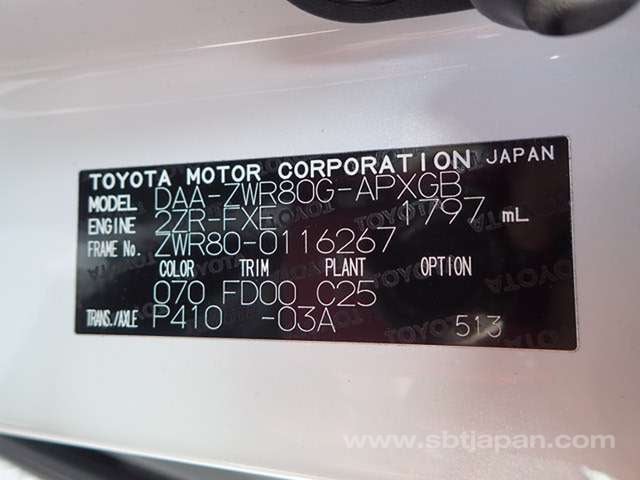 TOYOTA MOTOR CORPORATION JAPAN
MODEL DAA-ZWR80G-APXGB
ENGINE 2ZR-FXE 1797 mL
FRAME No. ZWR80-0116267
COLOR TRIM PLANT OPTION
070 FD00 C25
TRANS./AXLE P410 -03A 513
www.sbtjapan.com